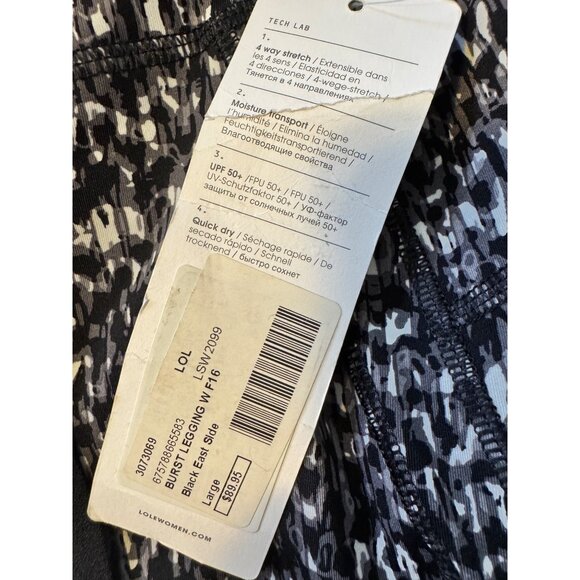 TECH LAB
1.
4 way stretch / Extensible dans
les 4 sens / Elasticidad en
4 direcciones / 4-wege-stretch /
Тянется в 4 направлениях
2.
Moisture transport / Éloigne
l'humidité / Elimina la humedad /
Feuchtigkeitstransportierend /
Влагоотводящие свойства
3.
UPF 50+ / FPU 50+ / FPU 50+ /
UV-Schutzfaktor 50+ / УФ-фактор
защиты от солнечных лучей 50+
4.
Quick dry / Séchage rapide / De
secado rápido / Schnell
trocknend / быстро сохнет
LOL
LSW2099
3073069
675788665583
BURST LEGGING W F16
Black East Side
Large
$89.95
LOLEWOMEN.COM